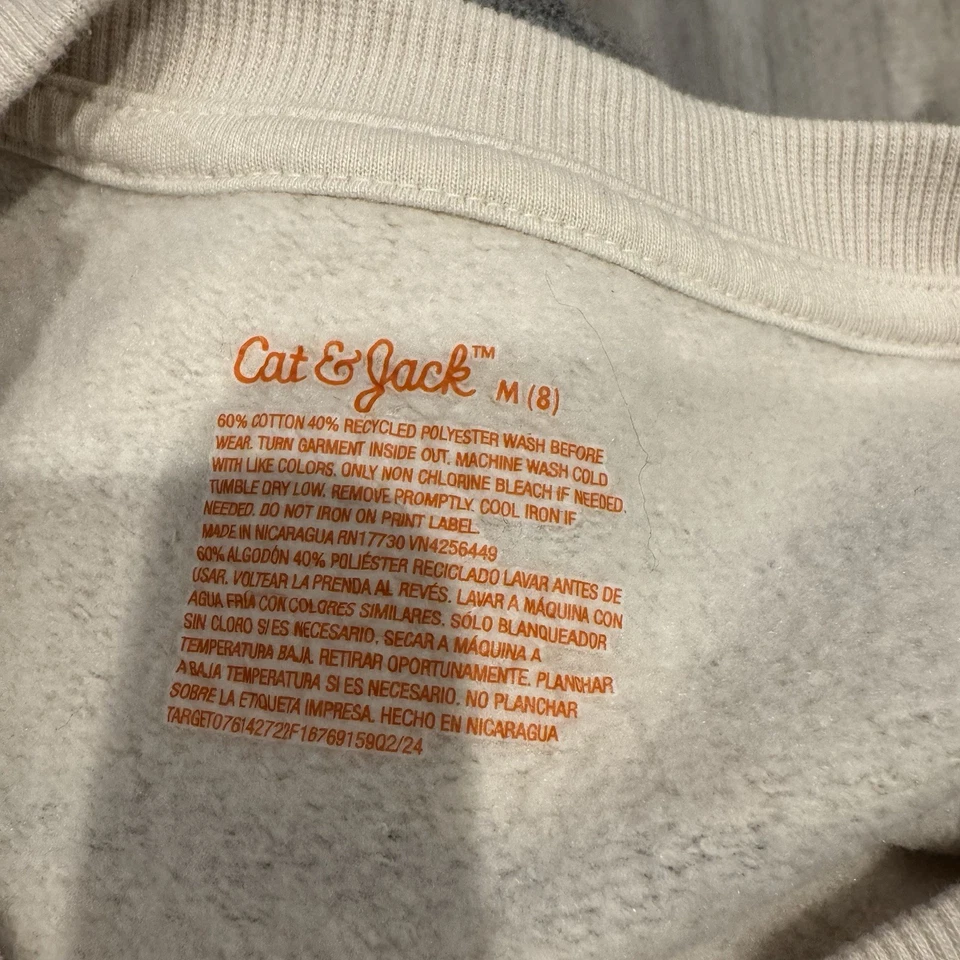 Cat & Jack™ M (8)
60% COTTON 40% RECYCLED POLYESTER WASH BEFORE
WEAR. TURN GARMENT INSIDE OUT. MACHINE WASH COLD
WITH LIKE COLORS. ONLY NON CHLORINE BLEACH IF NEEDED.
TUMBLE DRY LOW. REMOVE PROMPTLY. COOL IRON IF
NEEDED. DO NOT IRON ON PRINT LABEL.
MADE IN NICARAGUA RN17730 VN4256449
60% ALGODÓN 40% POLIÉSTER RECICLADO LAVAR ANTES DE
USAR. VOLTEAR LA PRENDA AL REVÉS. LAVAR A MÁQUINA CON
AGUA FRÍA CON COLORES SIMILARES. SÓLO BLANQUEADOR
SIN CLORO SI ES NECESARIO. SECAR A MÁQUINA A
TEMPERATURA BAJA. RETIRAR OPORTUNAMENTE. PLANCHAR
A BAJA TEMPERATURA SI ES NECESARIO. NO PLANCHAR
SOBRE LA ETIQUETA IMPRESA. HECHO EN NICARAGUA
TARGET076142722F1676915902/24